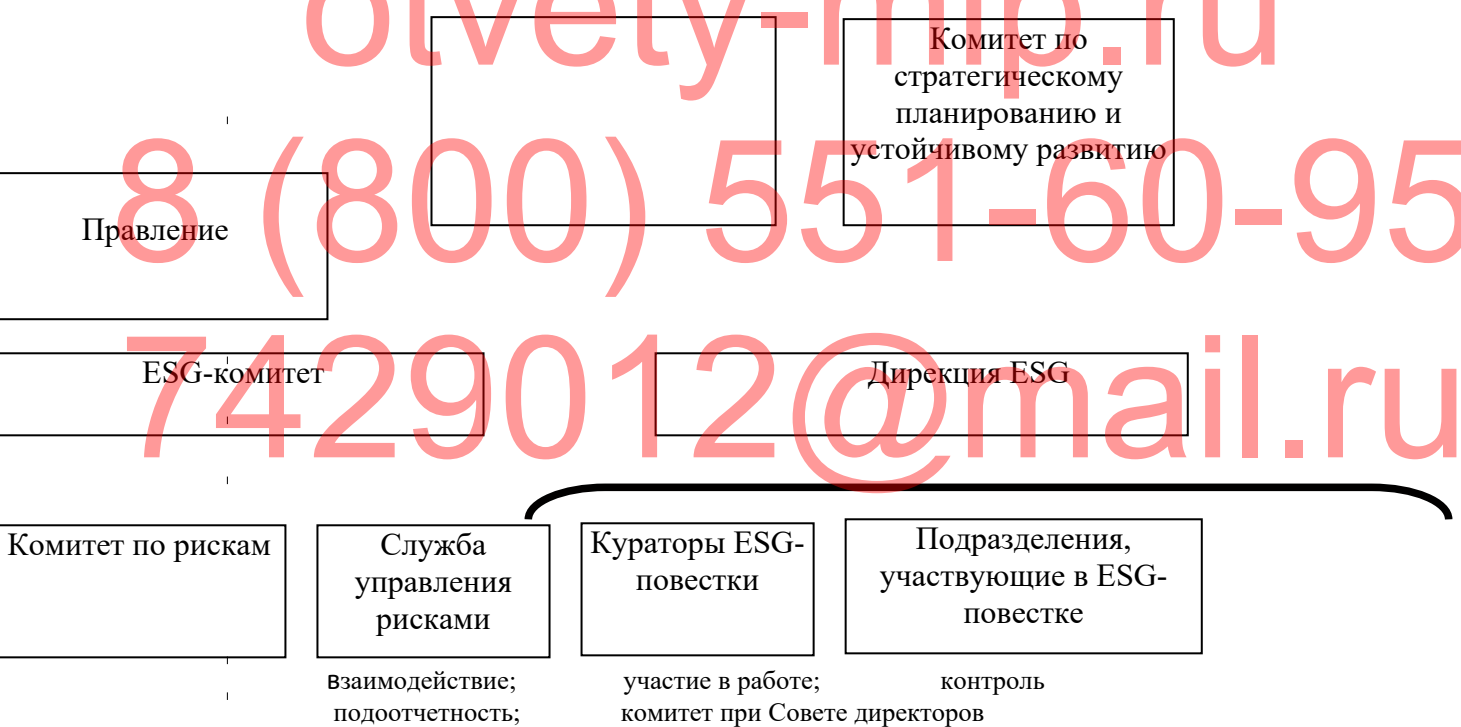 otvety-mip.ru
Комитет по
стратегическому
планированию и
устойчивому развитию
8 (800) 551-60-95
Правление
7429012@mail.ru
ESG-комитет
Дирекция ESG
Комитет по рискам
Служба
управления
рисками
Кураторы ESG-
повестки
Подразделения,
участвующие в ESG-
повестке
взаимодействие; участие в работе; контроль
подоотчетность; комитет при Совете директоров